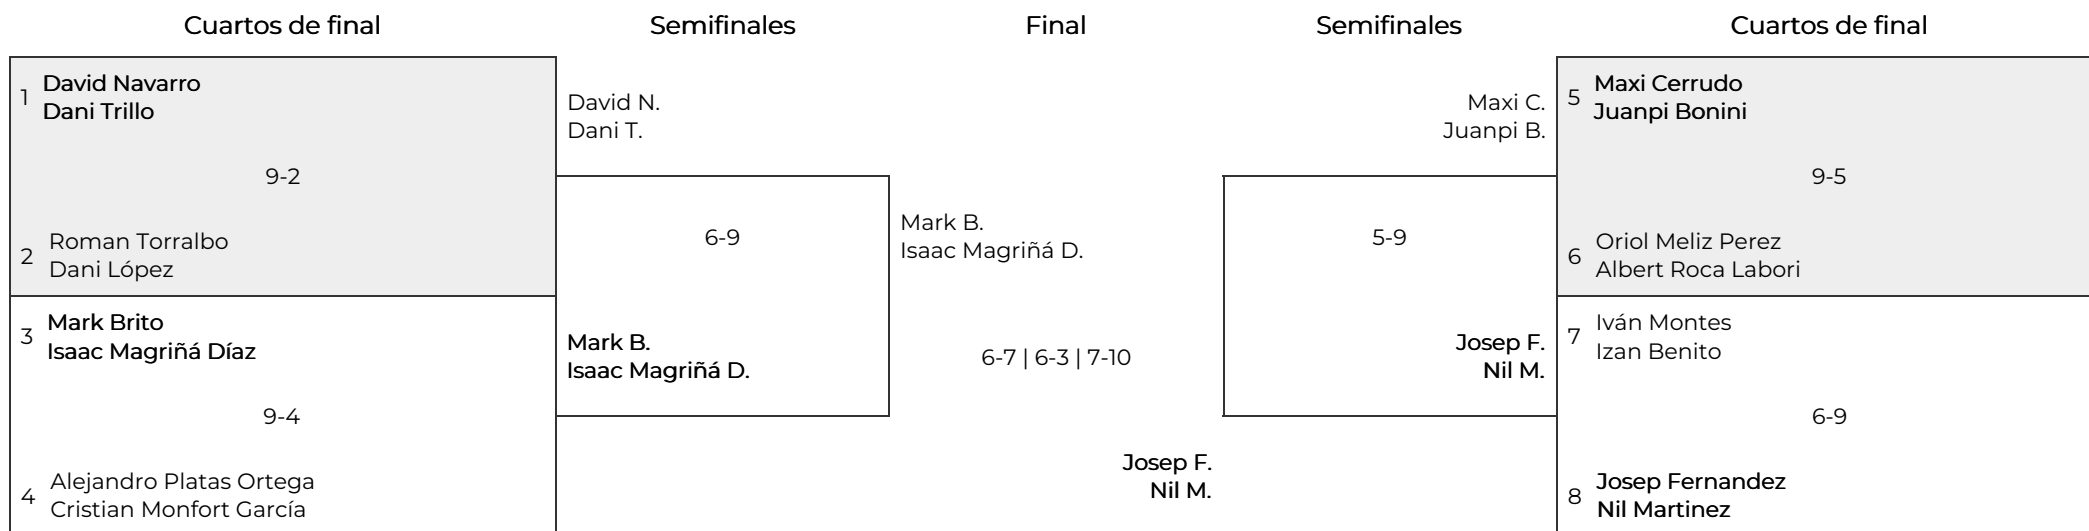 Cuartos de final
Semifinales
Final
Semifinales
Cuartos de final
1
David Navarro
Dani Trillo
9-2
2
Roman Torralbo
Dani López
3
Mark Brito
Isaac Magriñá Díaz
9-4
4
Alejandro Platas Ortega
Cristian Monfort García
David N.
Dani T.
6-9
Mark B.
Isaac Magriñá D.
Mark B.
Isaac Magriñá D.
6-7 | 6-3 | 7-10
Josep F.
Nil M.
Maxi C.
Juanpi B.
5-9
Josep F.
Nil M.
5
Maxi Cerrudo
Juanpi Bonini
9-5
6
Oriol Meliz Perez
Albert Roca Labori
7
Iván Montes
Izan Benito
6-9
8
Josep Fernandez
Nil Martinez